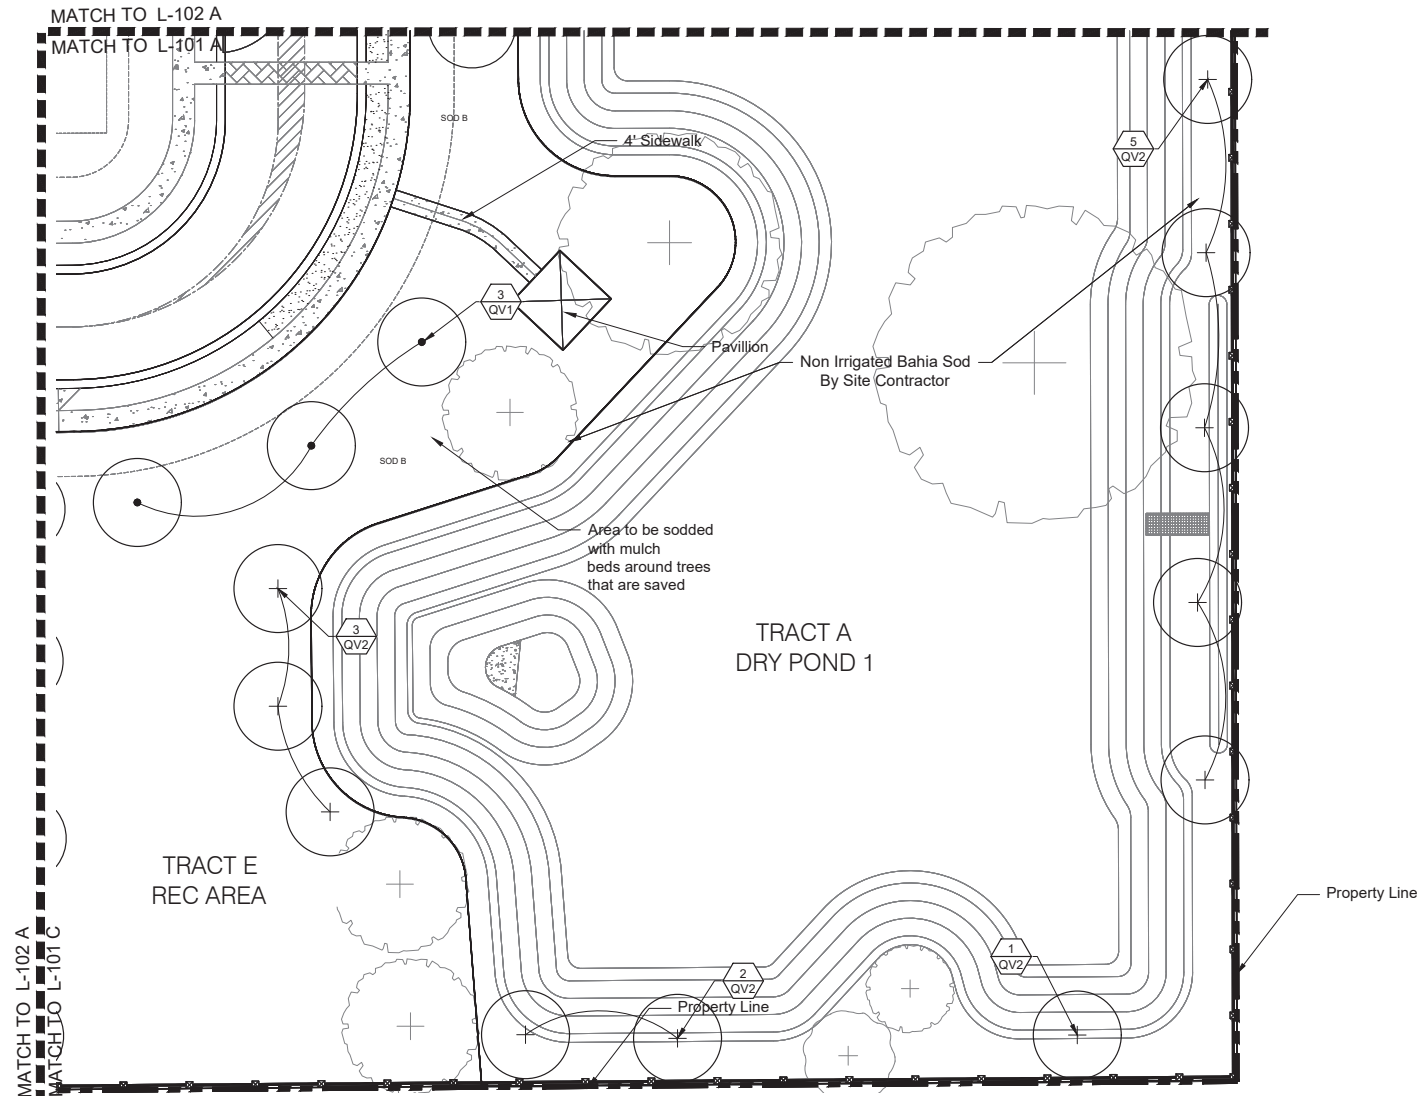 MATCH TO L-102 A
MATCH TO L-101 A
SOD B
4' Sidewalk
5
QV2
3
QV1
Pavillion
Non Irrigated Bahia Sod
By Site Contractor
SOD B
Area to be sodded
with mulch
beds around trees
that are saved
3
QV2
TRACT A
DRY POND 1
TRACT E
REC AREA
Property Line
1
QV2
2
QV2
Property Line
MATCH TO L-102 A
MATCH TO L-101 C